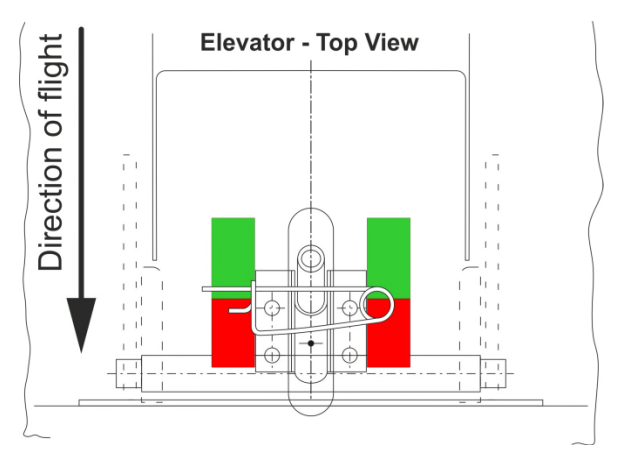 Elevator - Top View
Direction of flight